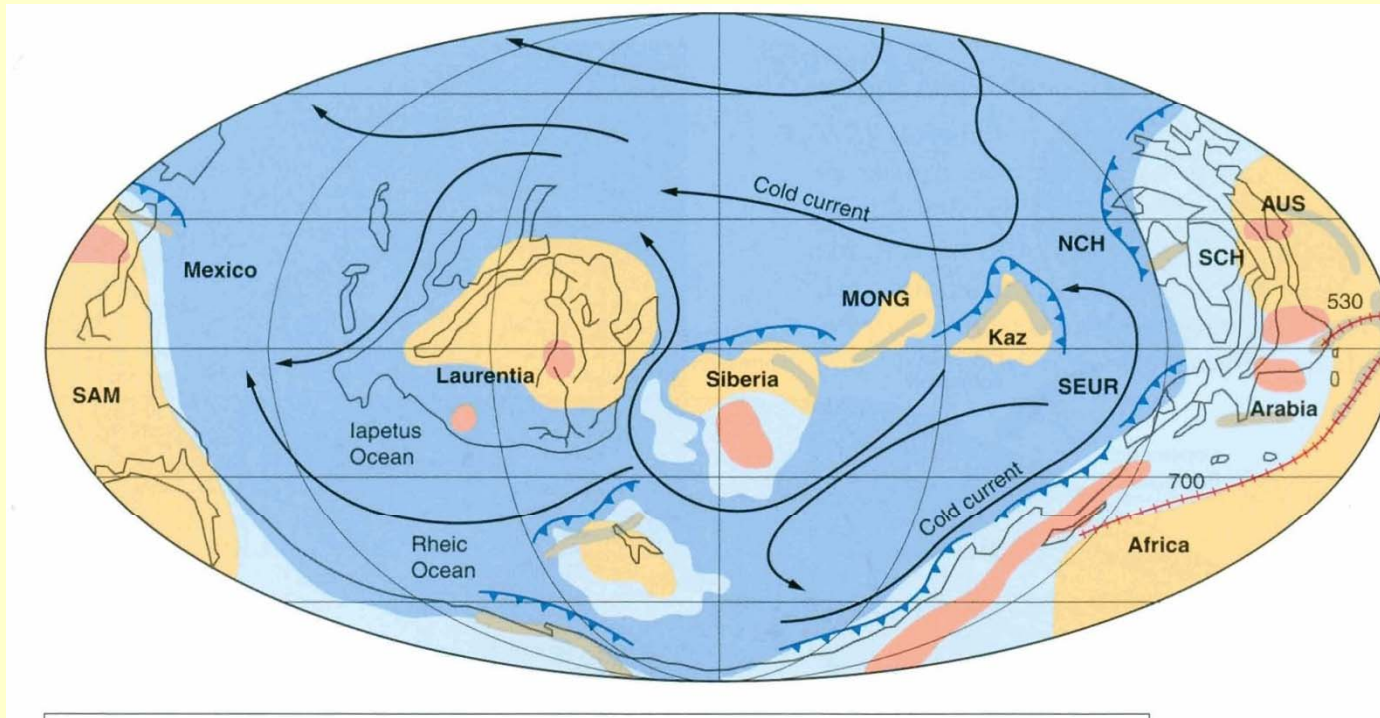 Cold current
AUS
Mexico
NCH
SCH
MONG
530
Kaz
SAM
Laurentia
Siberia
SEUR
Arabia
Iapetus
Ocean
Cold current
700
Rheic
Ocean
Africa